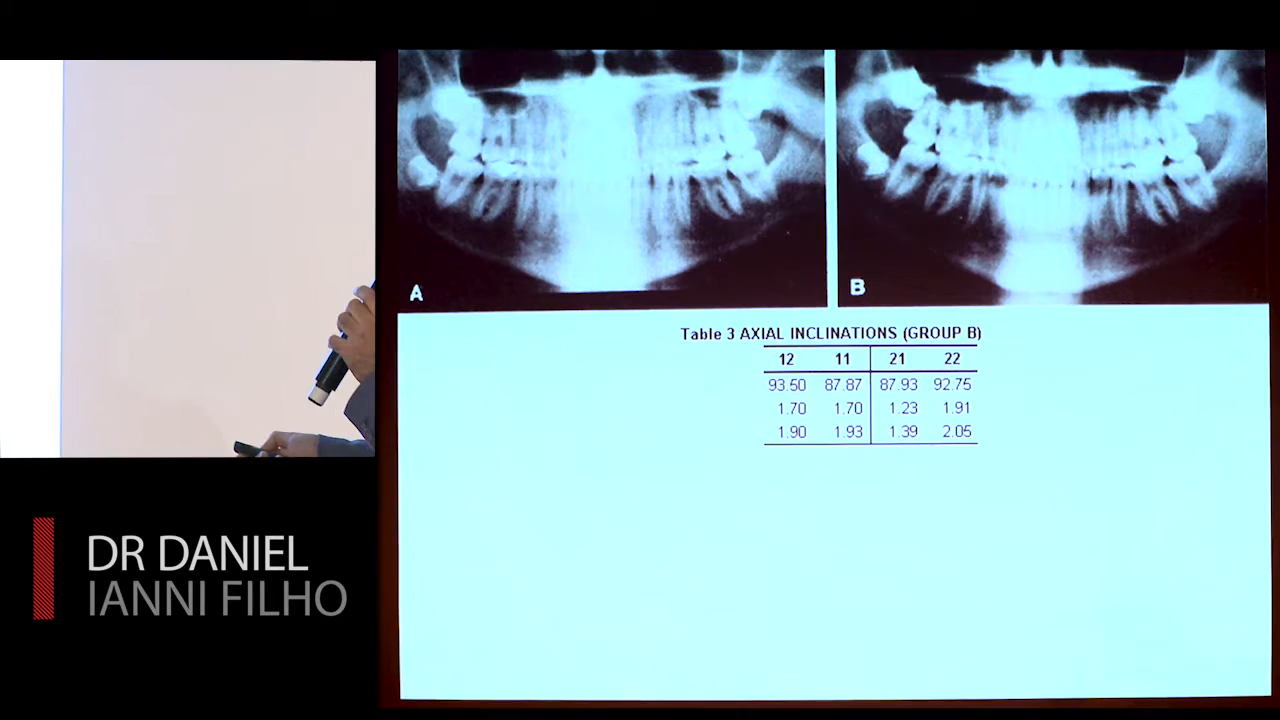 A
B
Table 3 AXIAL INCLINATIONS (GROUP B)
12 11 21 22
93.50 87.87 87.93 92.75
1.70 1.70 1.23 1.91
1.90 1.93 1.39 2.05
DR DANIEL
IANNI FILHO